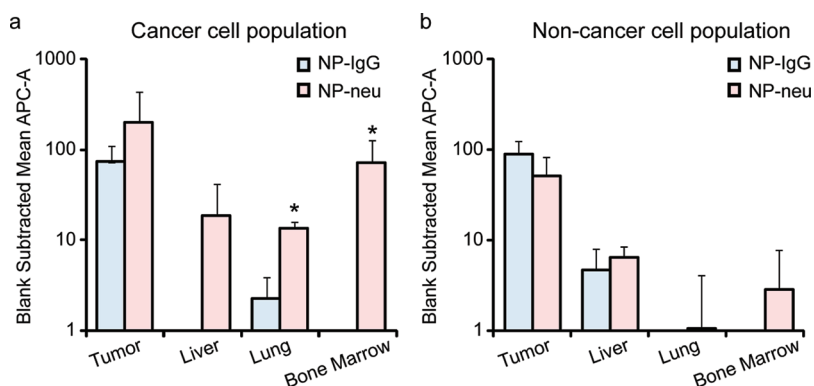 a
Cancer cell population
Blank Subtracted Mean APC-A
1000
100
10
1
NP-IgG
NP-neu
*
*
Tumor
Liver
Lung
Bone Marrow
b
Non-cancer cell population
Blank Subtracted Mean APC-A
1000
100
10
1
NP-IgG
NP-neu
Tumor
Liver
Lung
Bone Marrow